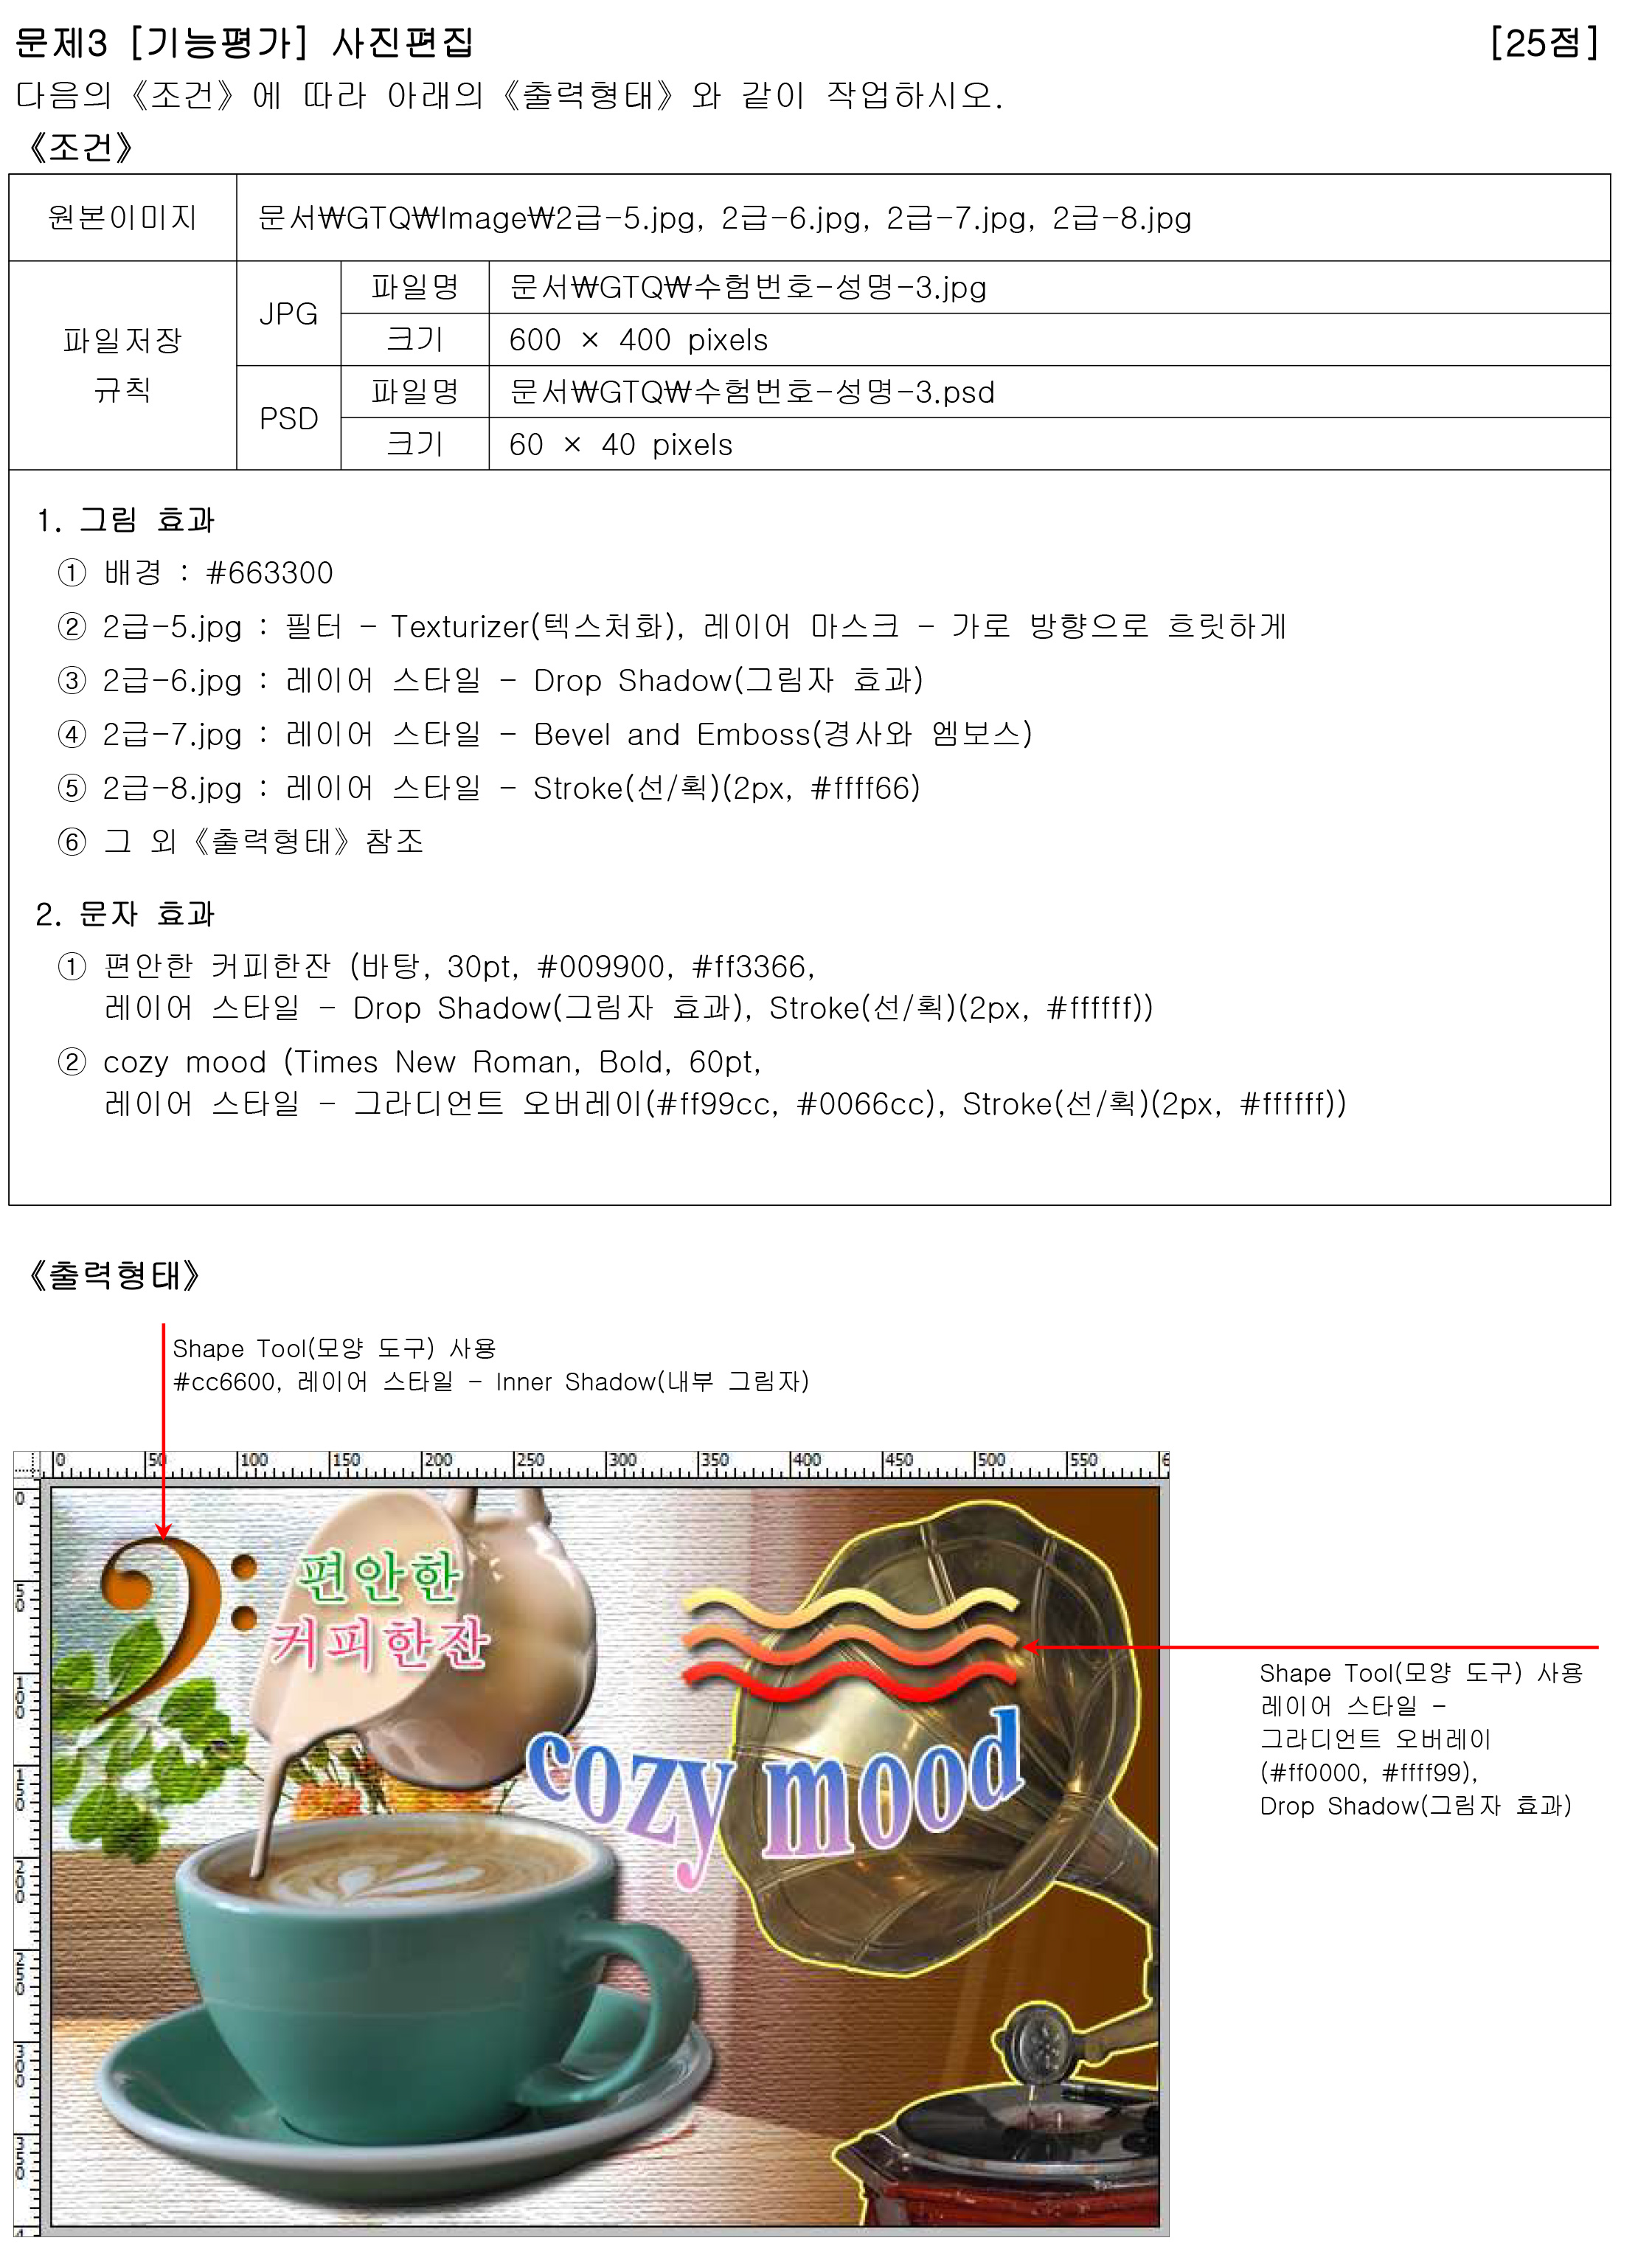 문제3 [기능평가] 사진편집 [25점]
다음의《조건》에 따라 아래의《출력형태》와 같이 작업하시오.
《조건》
원본이미지 문서₩GTQ₩Image₩2급-5.jpg, 2급-6.jpg, 2급-7.jpg, 2급-8.jpg
파일저장 규칙 JPG 파일명 문서₩GTQ₩수험번호-성명-3.jpg
크기 600 × 400 pixels
PSD 파일명 문서₩GTQ₩수험번호-성명-3.psd
크기 60 × 40 pixels
1. 그림 효과
① 배경 : #663300
② 2급-5.jpg : 필터 - Texturizer(텍스처화), 레이어 마스크 - 가로 방향으로 흐릿하게
③ 2급-6.jpg : 레이어 스타일 - Drop Shadow(그림자 효과)
④ 2급-7.jpg : 레이어 스타일 - Bevel and Emboss(경사와 엠보스)
⑤ 2급-8.jpg : 레이어 스타일 - Stroke(선/획)(2px, #ffff66)
⑥ 그 외《출력형태》참조
2. 문자 효과
① 편안한 커피한잔 (바탕, 30pt, #009900, #ff3366,
레이어 스타일 - Drop Shadow(그림자 효과), Stroke(선/획)(2px, #ffffff))
② cozy mood (Times New Roman, Bold, 60pt,
레이어 스타일 - 그라디언트 오버레이(#ff99cc, #0066cc), Stroke(선/획)(2px, #ffffff))
《출력형태》
Shape Tool(모양 도구) 사용
#cc6600, 레이어 스타일 - Inner Shadow(내부 그림자)
0 50 100 150 200 250 300 350 400 450 500 550 6
0
50
100
150
200
250
300
350
4
편안한
커피한잔
cozy mood
Shape Tool(모양 도구) 사용
레이어 스타일 -
그라디언트 오버레이
(#ff0000, #ffff99),
Drop Shadow(그림자 효과)